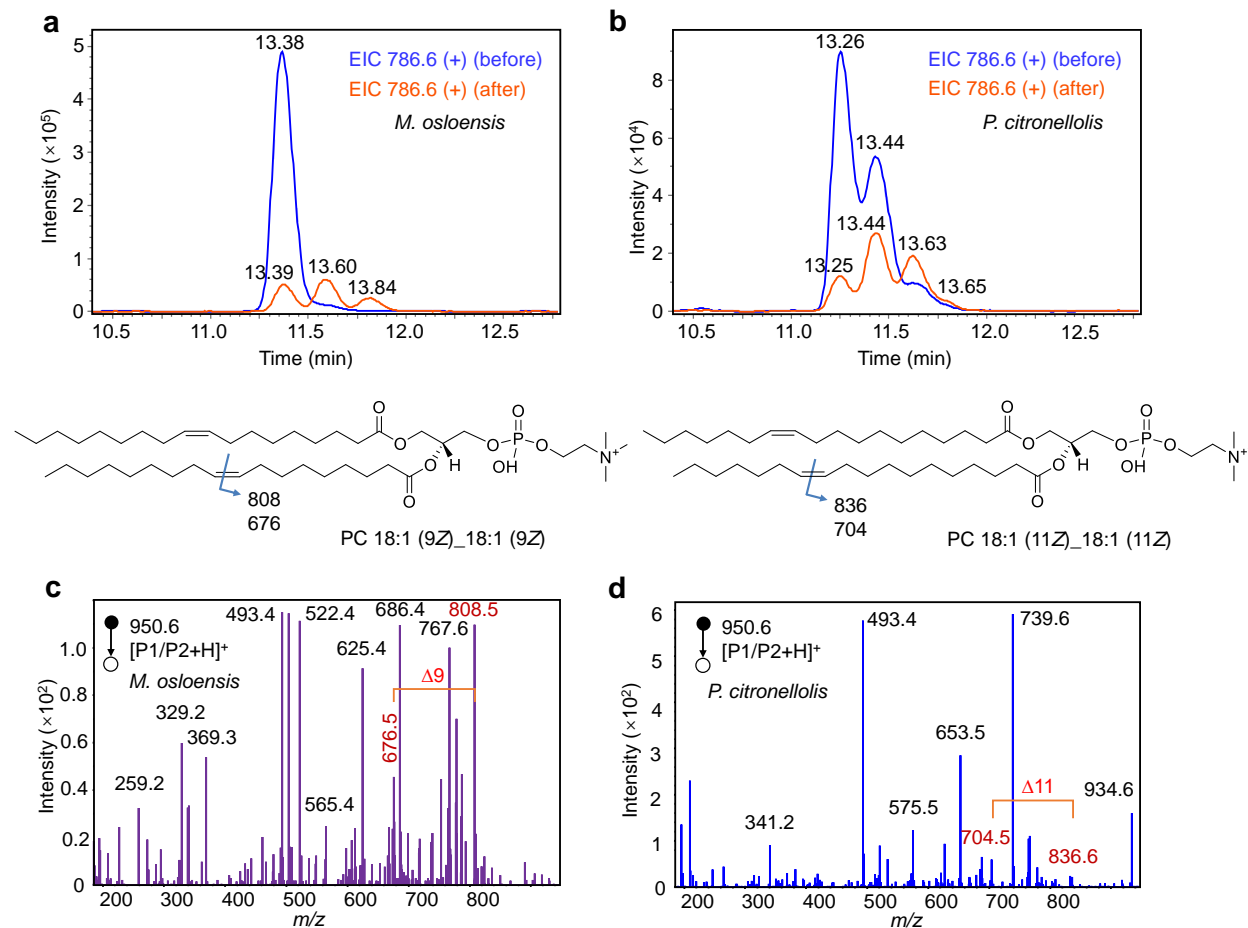 a
13.38
EIC 786.6 (+) (before)
EIC 786.6 (+) (after)
M. osloensis
13.39
13.60
13.84
5
4
3
2
1
0
Intensity (×10⁵)
10.5 11.0 11.5 12.0 12.5
Time (min)
b
13.26
EIC 786.6 (+) (before)
EIC 786.6 (+) (after)
P. citronellolis
13.44
13.44
13.63
13.25
13.65
8
6
4
2
0
Intensity (×10⁴)
10.5 11.0 11.5 12.0 12.5
Time (min)
O
O
O
O
H
O
P
O
OH
O
N+
808
676
PC 18:1 (9Z)_18:1 (9Z)
O
O
O
O
H
O
P
O
OH
O
N+
836
704
PC 18:1 (11Z)_18:1 (11Z)
c
950.6
[P1/P2+H]⁺
M. osloensis
493.4
522.4
686.4
808.5
767.6
625.4
Δ9
676.5
329.2
369.3
259.2
565.4
1.0
0.8
0.6
0.4
0.2
0
Intensity (×10²)
200 300 400 500 600 700 800
m/z
d
950.6
[P1/P2+H]⁺
P. citronellolis
493.4
739.6
653.5
Δ11
934.6
575.5
704.5
836.6
341.2
6
5
4
3
2
1
0
Intensity (×10²)
200 300 400 500 600 700 800
m/z